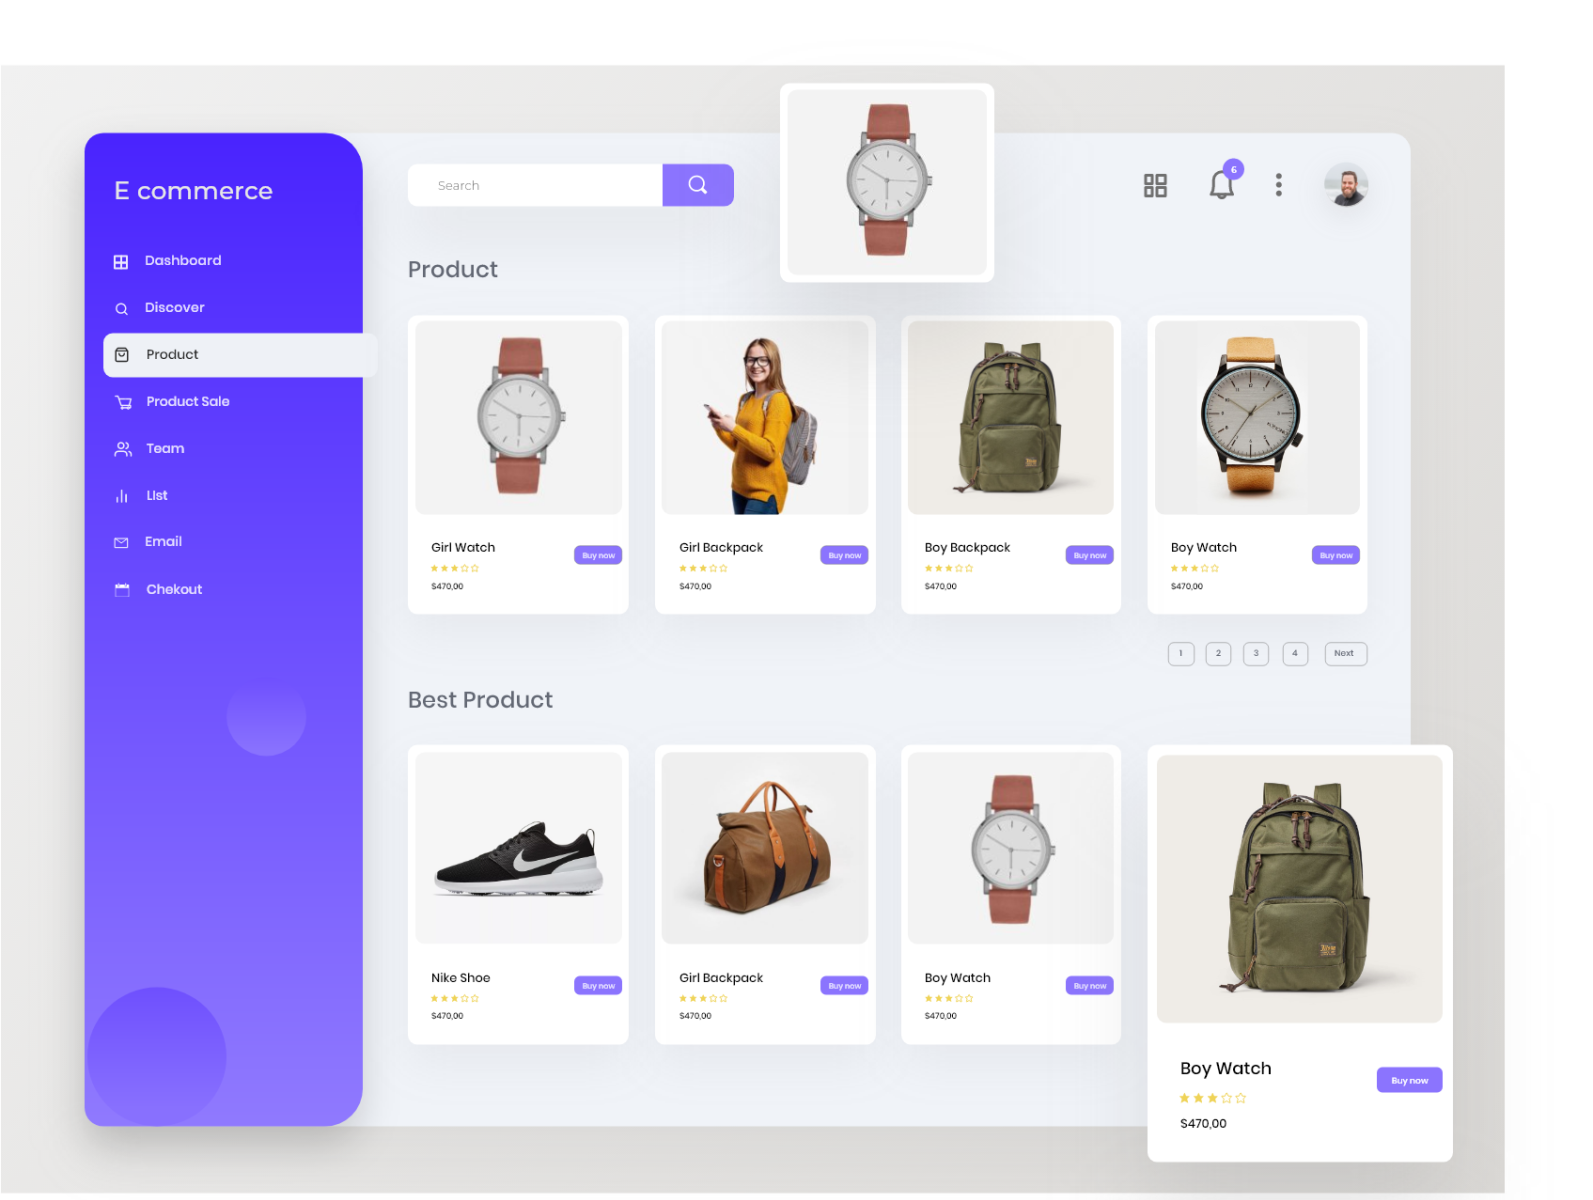 E commerce
Dashboard
Discover
Product
Product Sale
Team
LIst
Email
Chekout
Search
6
Product
Girl Watch
Buy now
$470,00
Girl Backpack
Buy now
$470,00
Boy Backpack
Buy now
$470,00
Boy Watch
Buy now
$470,00
1 2 3 4 Next
Best Product
Nike Shoe
Buy now
$470,00
Girl Backpack
Buy now
$470,00
Boy Watch
Buy now
$470,00
Boy Watch
Buy now
$470,00